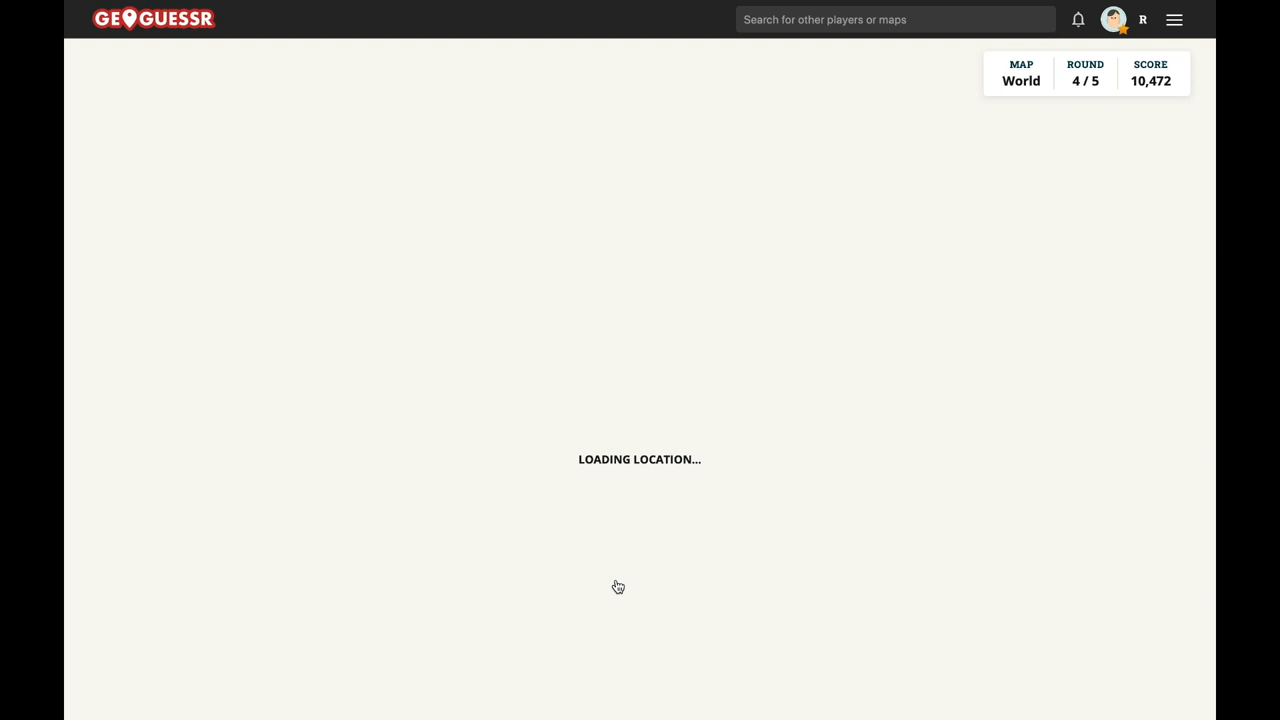 GEOGUESSR
Search for other players or maps
R
MAP ROUND SCORE
World 4 / 5 10,472
LOADING LOCATION...